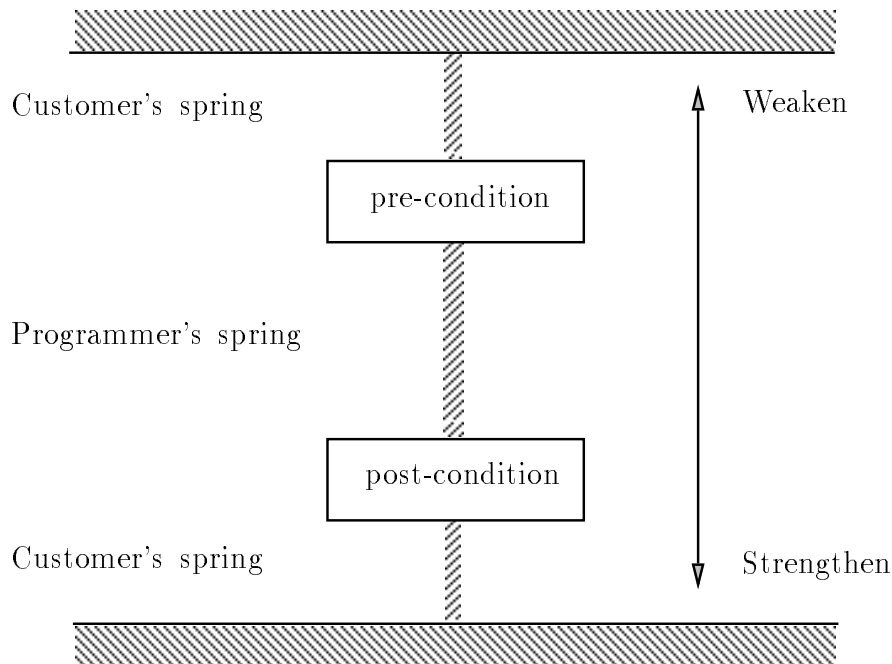 Customer's spring
Weaken
pre-condition
Programmer's spring
post-condition
Customer's spring
Strengthen